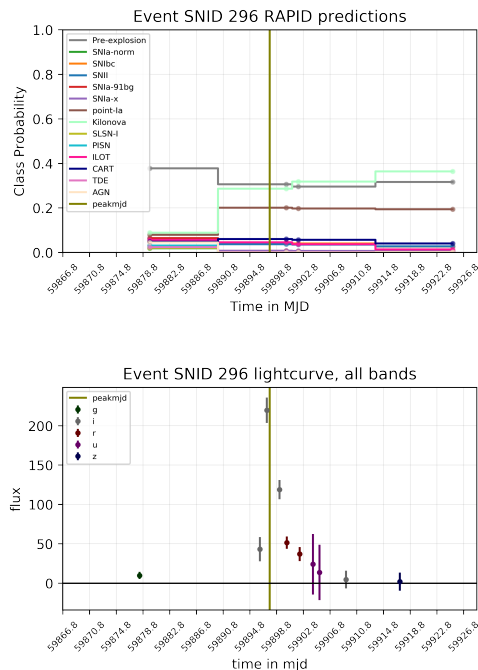 Event SNID 296 RAPID predictions
Class Probability
1.0
0.8
0.6
0.4
0.2
0.0
Pre-explosion
SNIa-norm
SNIbc
SNII
SNIa-91bg
SNIa-x
point-Ia
Kilonova
SLSN-I
PISN
ILOT
CART
TDE
AGN
peakmjd
59866.8
59870.8
59874.8
59878.8
59882.8
59886.8
59890.8
59894.8
59898.8
59902.8
59906.8
59910.8
59914.8
59918.8
59922.8
59926.8
Time in MJD
Event SNID 296 lightcurve, all bands
flux
200
150
100
50
0
peakmjd
g
i
r
u
z
59866.8
59870.8
59874.8
59878.8
59882.8
59886.8
59890.8
59894.8
59898.8
59902.8
59906.8
59910.8
59914.8
59918.8
59922.8
59926.8
time in mjd